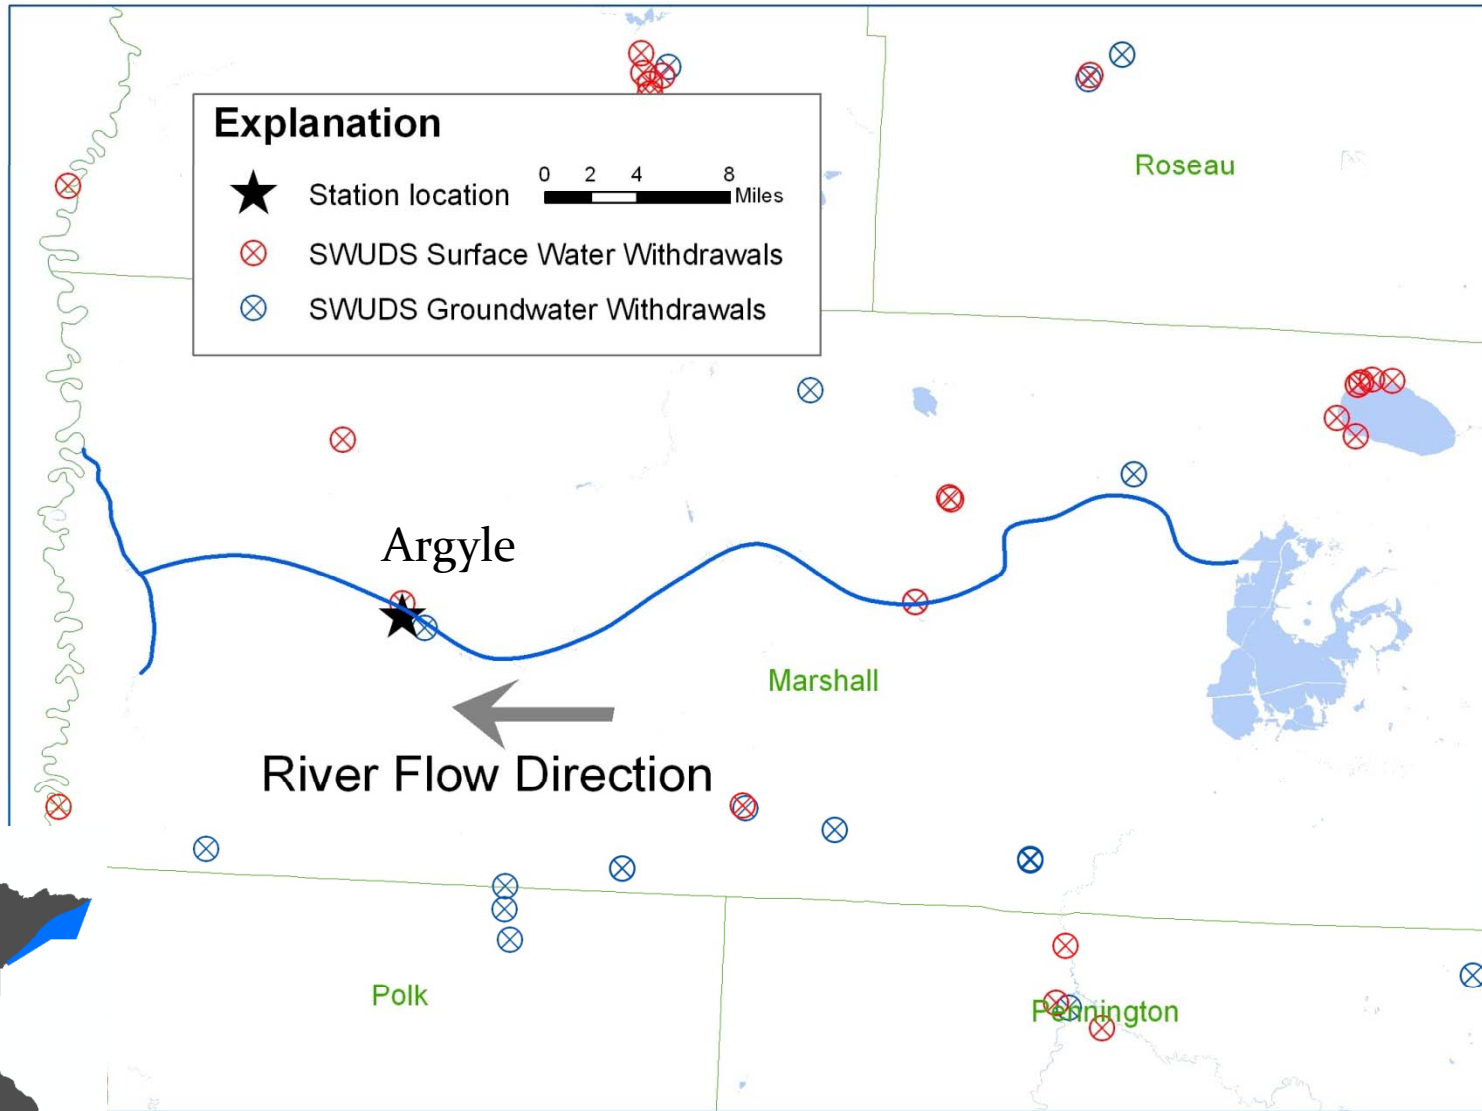 Explanation
Station location
0 2 4 8
Miles
SWUDS Surface Water Withdrawals
SWUDS Groundwater Withdrawals
Roseau
Argyle
Marshall
River Flow Direction
Polk
Pennington